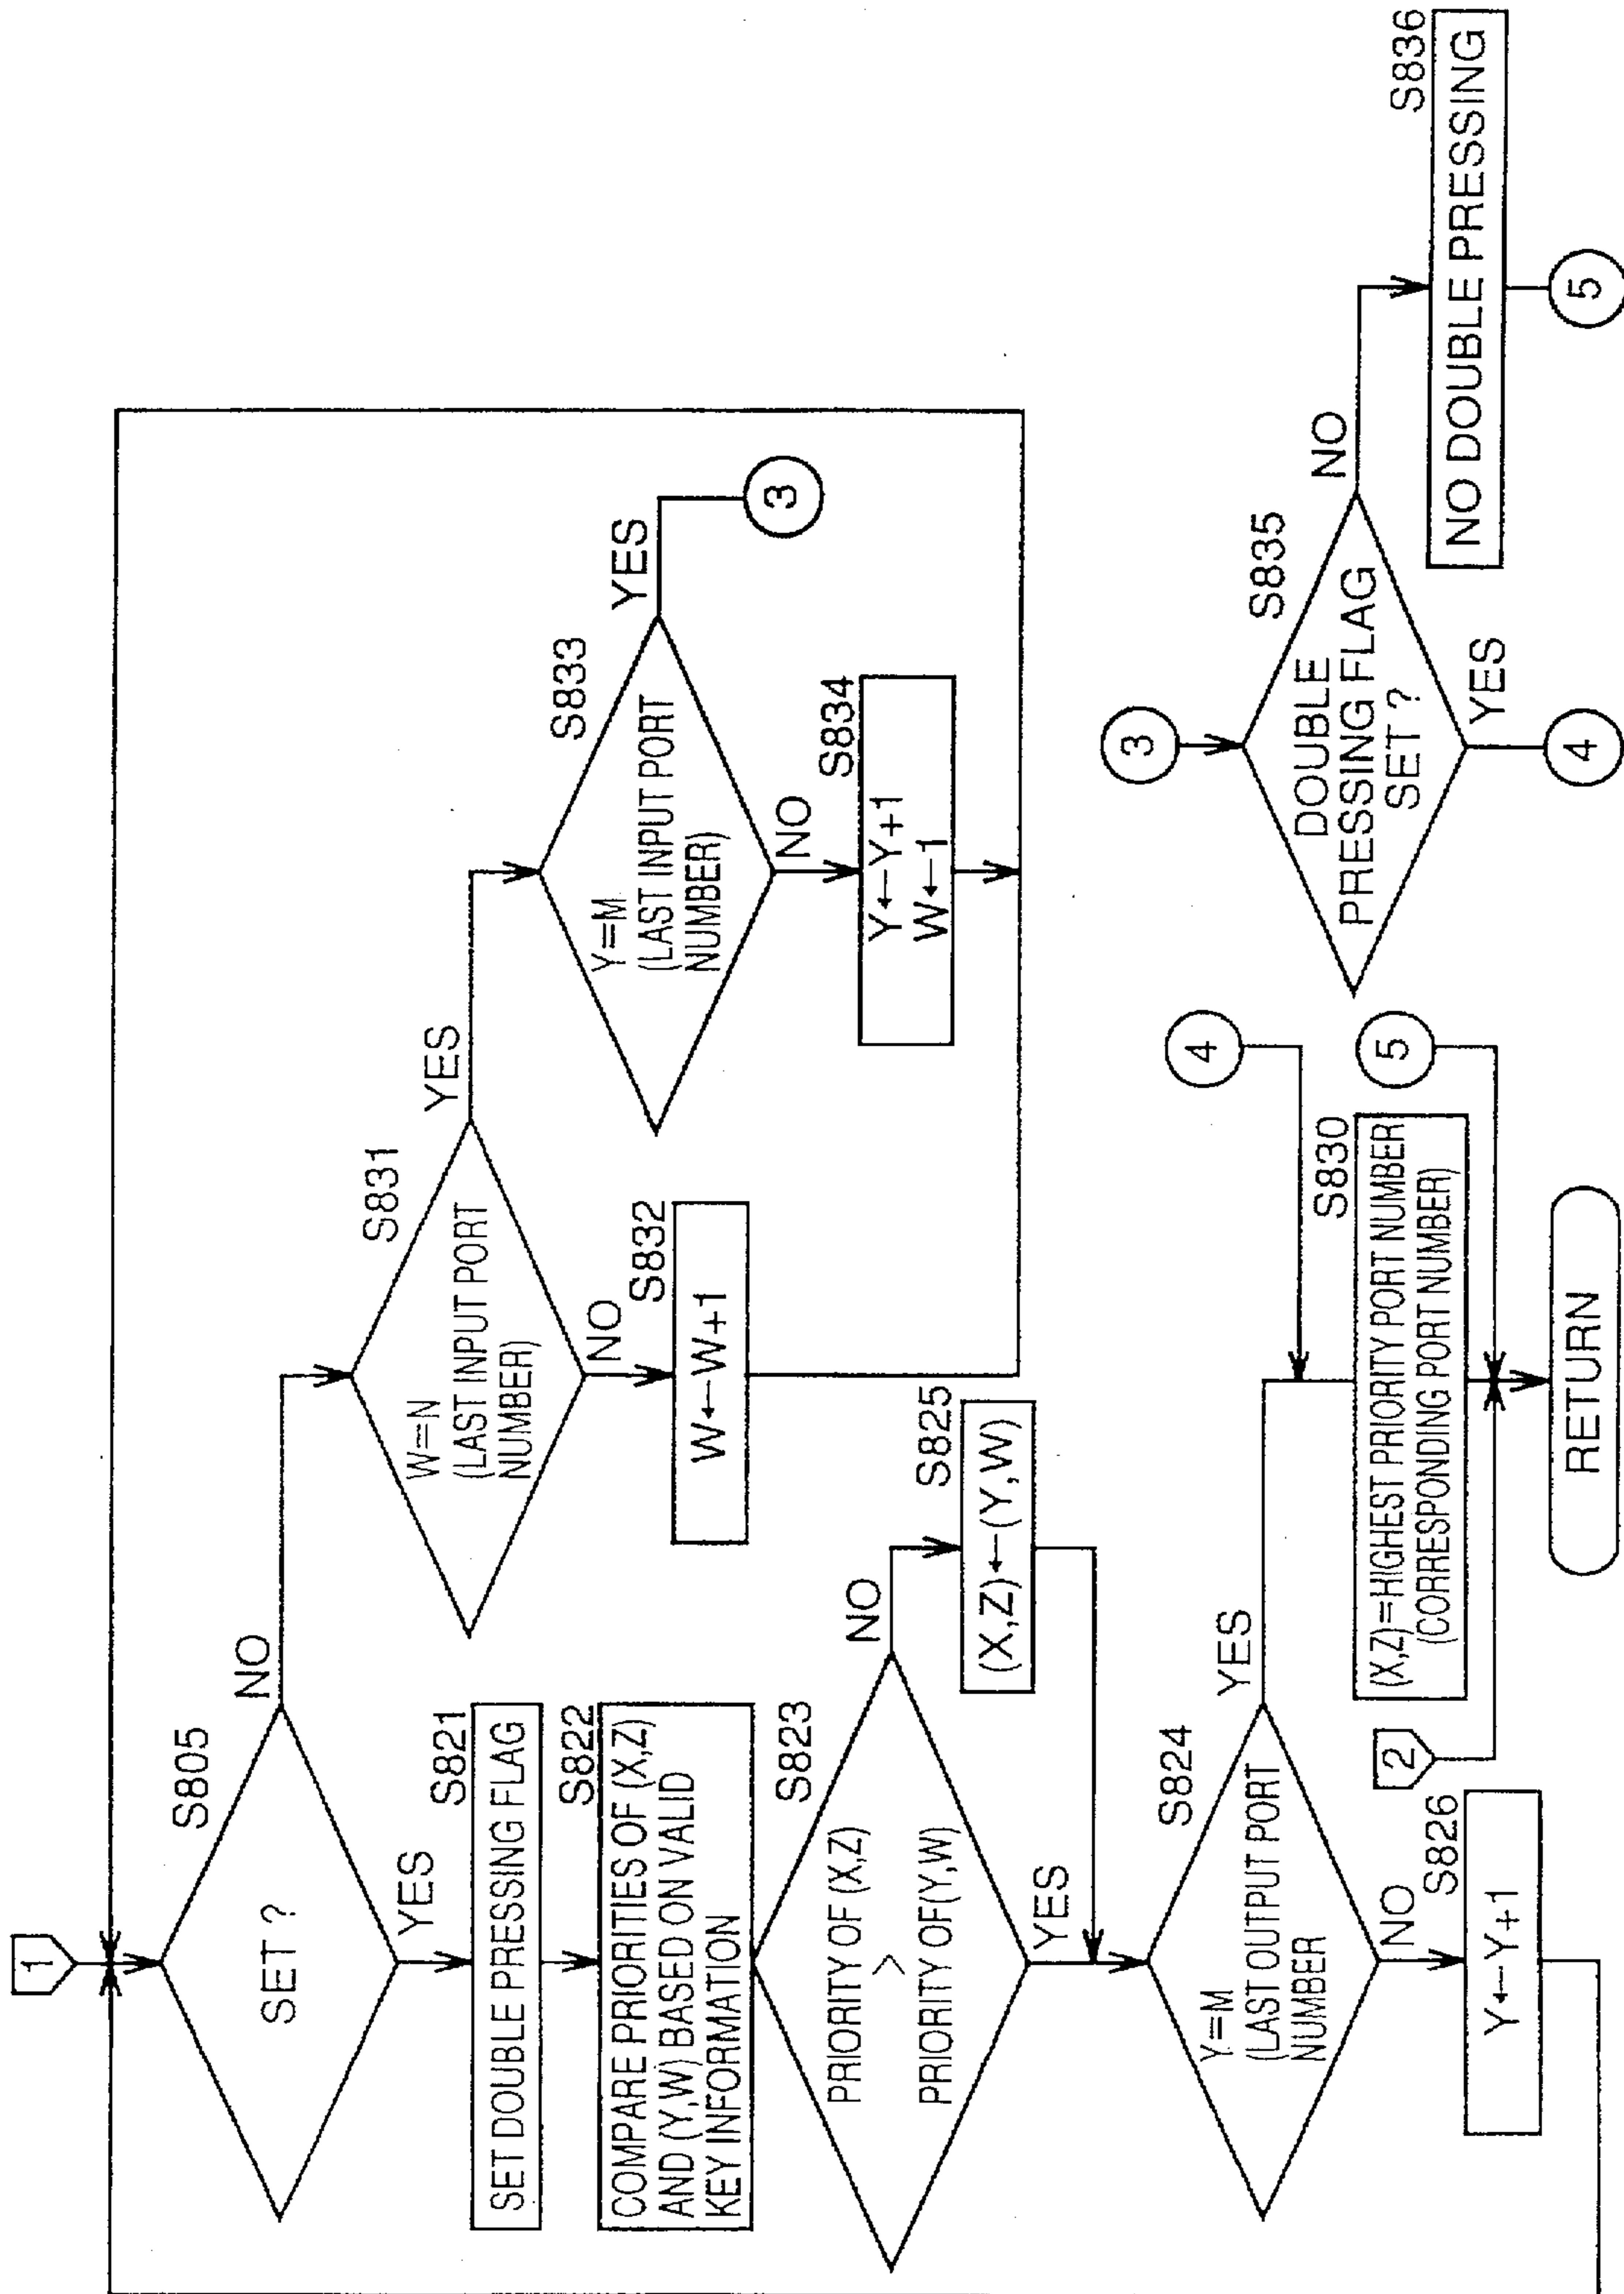 1
S805
SET ?
NO
YES
S821
SET DOUBLE PRESSING FLAG
S822
COMPARE PRIORITIES OF (X,Z)
AND (Y,W) BASED ON VALID
KEY INFORMATION
S823
PRIORITY OF (X,Z)
>
PRIORITY OF(Y,W)
NO
YES
S825
(X,Z)←(Y,W)
S824
Y=M
(LAST OUTPUT PORT
NUMBER
YES
NO
S826
Y←Y+1
S831
W=N
(LAST INPUT PORT
NUMBER)
YES
NO
S832
W←W+1
S833
Y=M
(LAST INPUT PORT
NUMBER)
YES
3
NO
S834
Y←Y+1
W←1
4
S830
(X,Z)=HIGHEST PRIORITY PORT NUMBER
(CORRESPONDING PORT NUMBER)
2
5
RETURN
3
S835
DOUBLE
PRESSING FLAG
SET ?
NO
YES
4
S836
NO DOUBLE PRESSING
5